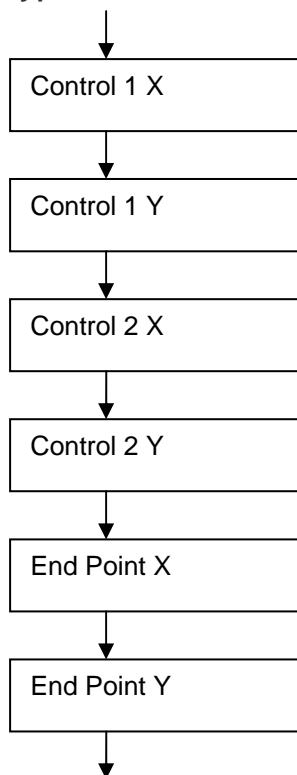 Control 1 X
Control 1 Y
Control 2 X
Control 2 Y
End Point X
End Point Y